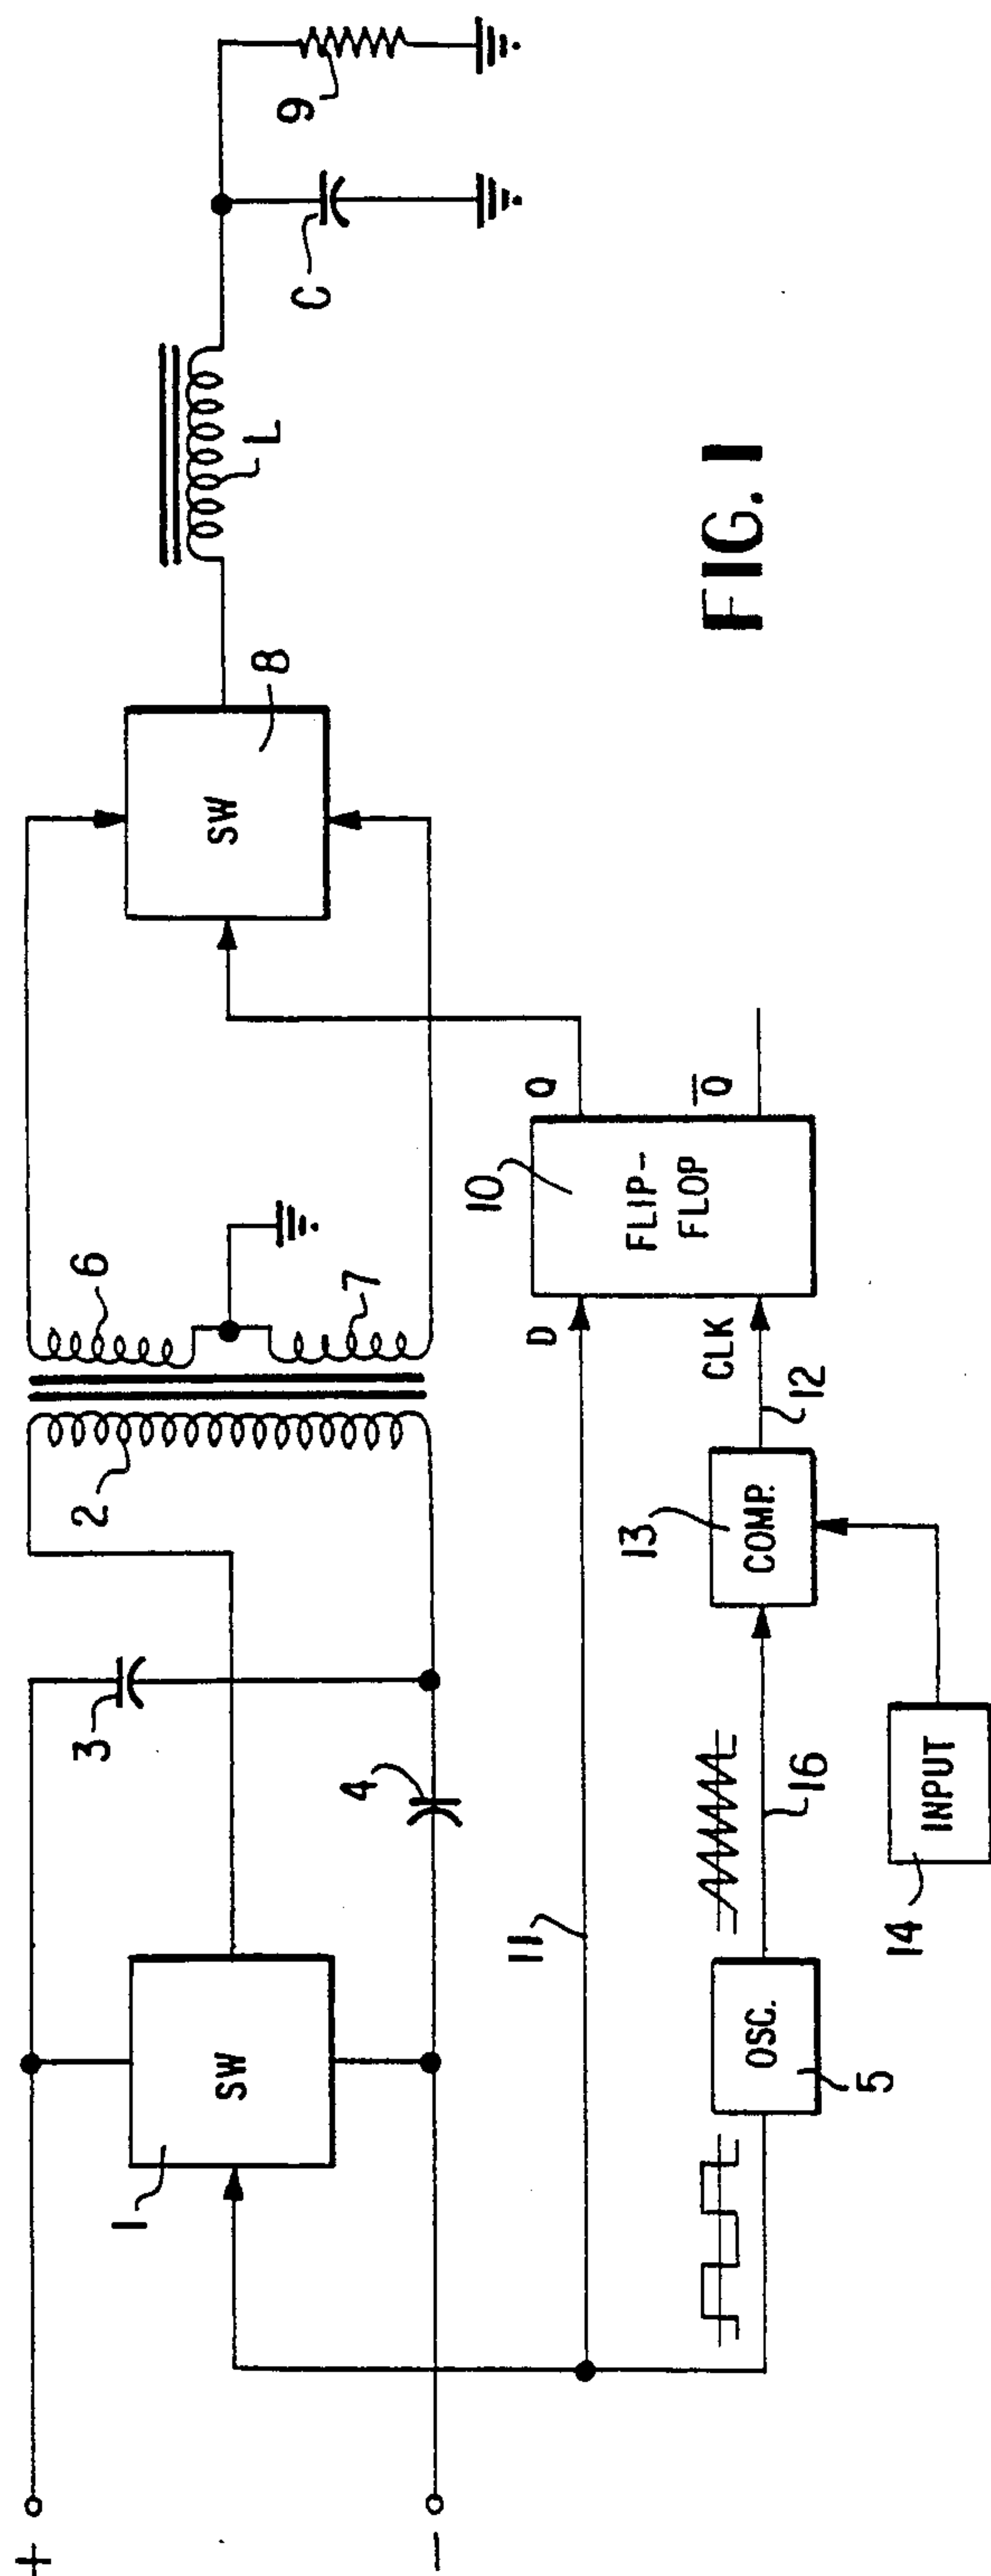 +
-
1
SW
3
4
2
6
7
SW
8
L
C
9
11
10
FLIP-
FLOP
D
CLK
Q
Q̅
OSC.
5
16
13
COMP.
12
14
INPUT
FIG. 1